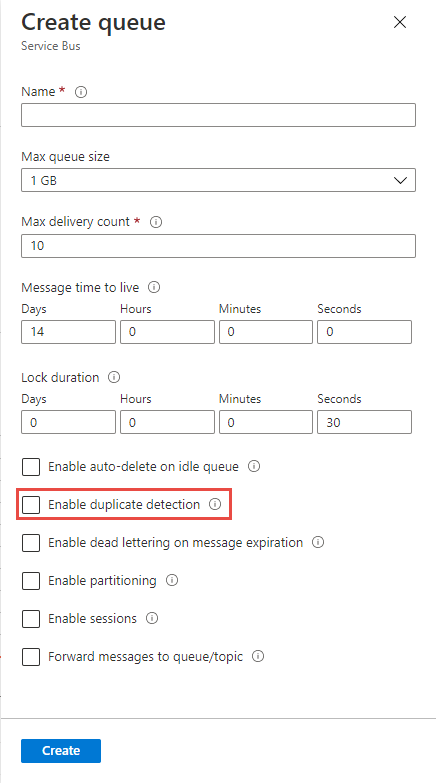 Create queue
Service Bus
Name *
Max queue size
1 GB
Max delivery count *
10
Message time to live
Days Hours Minutes Seconds
14 0 0 0
Lock duration
Days Hours Minutes Seconds
0 0 0 30
Enable auto-delete on idle queue
Enable duplicate detection
Enable dead lettering on message expiration
Enable partitioning
Enable sessions
Forward messages to queue/topic
Create